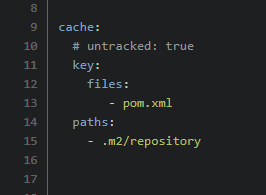 8
9 cache:
10 # untracked: true
11 key:
12 files:
13 - pom.xml
14 paths:
15 - .m2/repository
16
17